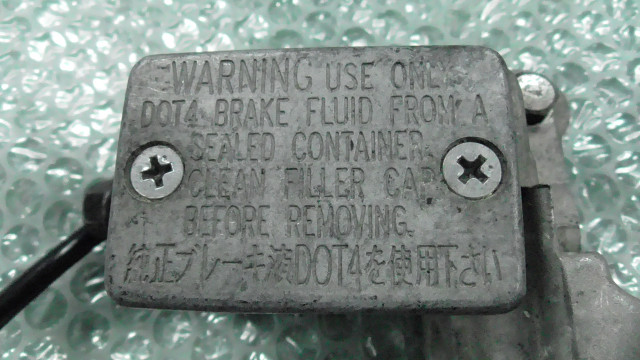 WARNING USE ONLY
DOT4 BRAKE FLUID FROM A
SEALED CONTAINER.
CLEAN FILLER CAP
BEFORE REMOVING.
純正ブレーキ液DOT4を使用下さい